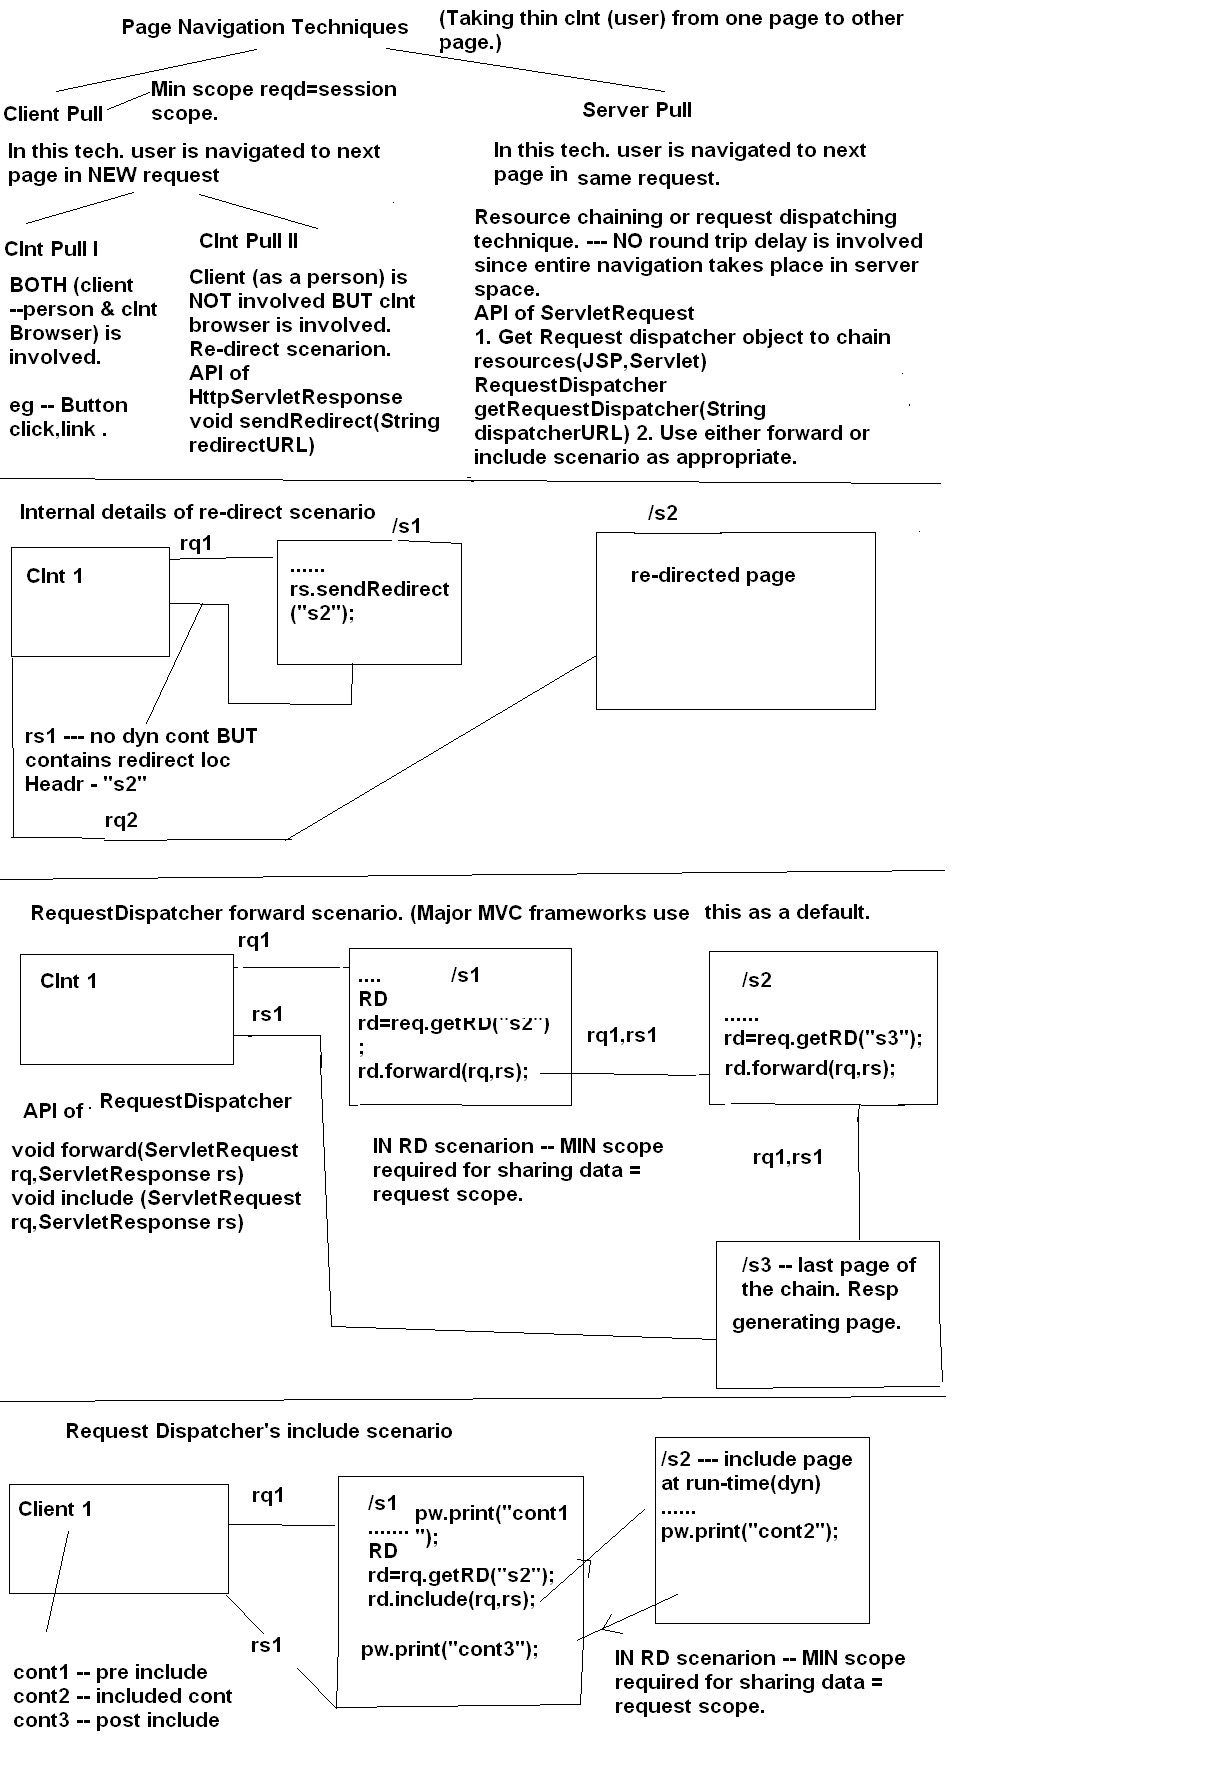 Page Navigation Techniques
(Taking thin clnt (user) from one page to other
page.)
Client Pull
Min scope reqd=session
scope.
In this tech. user is navigated to next
page in NEW request
Clnt Pull I
BOTH (client
--person & clnt
Browser) is
involved.
eg -- Button
click,link .
Clnt Pull II
Client (as a person) is
NOT involved BUT clnt
browser is involved.
Re-direct scenarion.
API of
HttpServletResponse
void sendRedirect(String
redirectURL)
Server Pull
In this tech. user is navigated to next
page in same request.
Resource chaining or request dispatching
technique. --- NO round trip delay is involved
since entire navigation takes place in server
space.
API of ServletRequest
1. Get Request dispatcher object to chain
resources(JSP,Servlet)
RequestDispatcher
getRequestDispatcher(String
dispatcherURL) 2. Use either forward or
include scenario as appropriate.
Internal details of re-direct scenario
Clnt 1
rq1
/s1
......
rs.sendRedirect
("s2");
/s2
re-directed page
rs1 --- no dyn cont BUT
contains redirect loc
Headr - "s2"
rq2
RequestDispatcher forward scenario. (Major MVC frameworks use this as a default.
Clnt 1
rq1
rs1
.... /s1
RD
rd=req.getRD("s2")
;
rd.forward(rq,rs);
rq1,rs1
/s2
......
rd=req.getRD("s3");
rd.forward(rq,rs);
API of RequestDispatcher
void forward(ServletRequest
rq,ServletResponse rs)
void include (ServletRequest
rq,ServletResponse rs)
IN RD scenarion -- MIN scope
required for sharing data =
request scope.
rq1,rs1
/s3 -- last page of
the chain. Resp
generating page.
Request Dispatcher's include scenario
Client 1
rq1
/s1
pw.print("cont1
....... ");
RD
rd=rq.getRD("s2");
rd.include(rq,rs);
pw.print("cont3");
/s2 --- include page
at run-time(dyn)
......
pw.print("cont2");
rs1
cont1 -- pre include
cont2 -- included cont
cont3 -- post include
IN RD scenarion -- MIN scope
required for sharing data =
request scope.